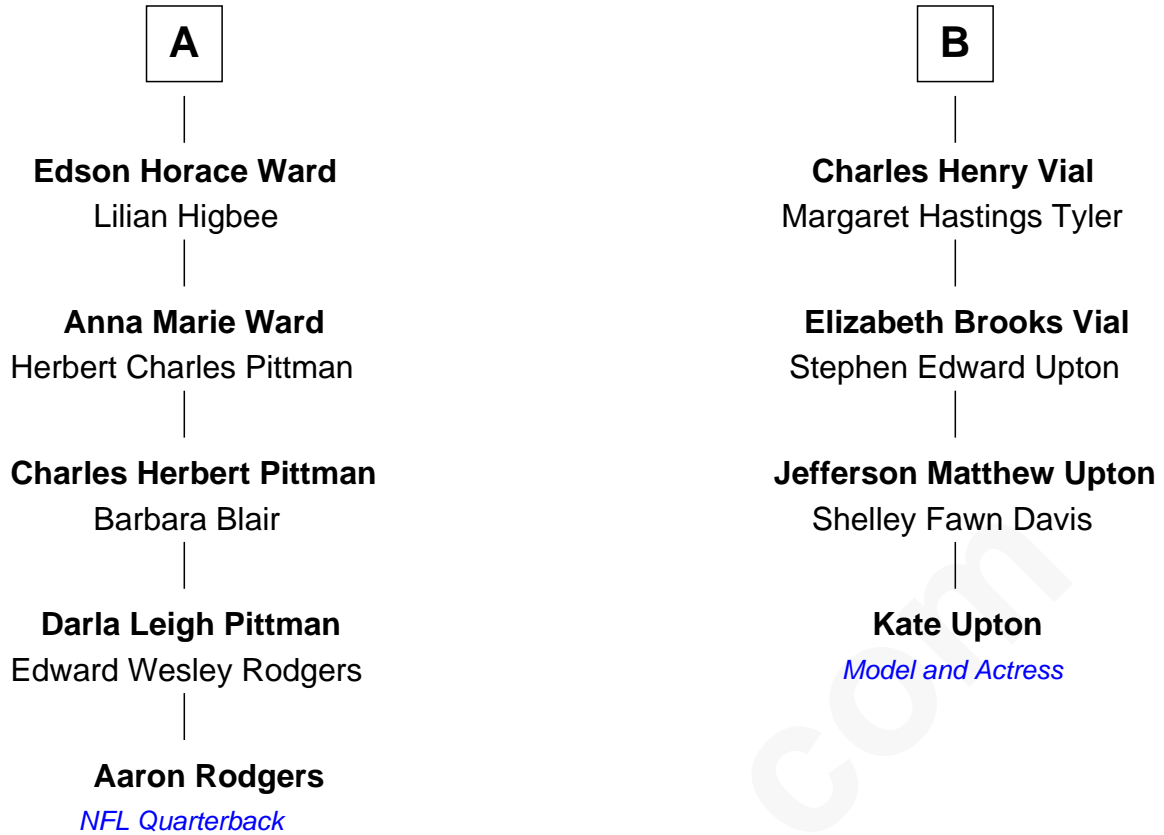 A
Edson Horace Ward
Lilian Higbee
Anna Marie Ward
Herbert Charles Pittman
Charles Herbert Pittman
Barbara Blair
Darla Leigh Pittman
Edward Wesley Rodgers
Aaron Rodgers
NFL Quarterback
B
Charles Henry Vial
Margaret Hastings Tyler
Elizabeth Brooks Vial
Stephen Edward Upton
Jefferson Matthew Upton
Shelley Fawn Davis
Kate Upton
Model and Actress
com